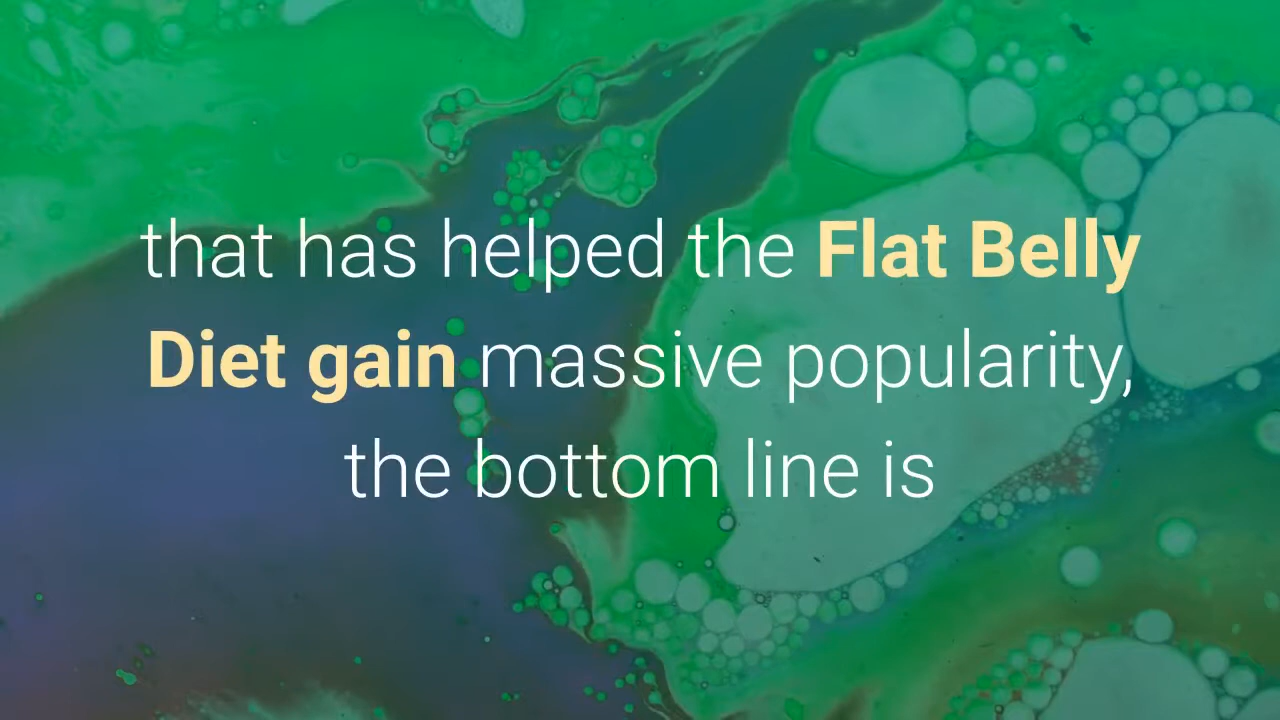 that has helped the Flat Belly
Diet gain massive popularity,
the bottom line is